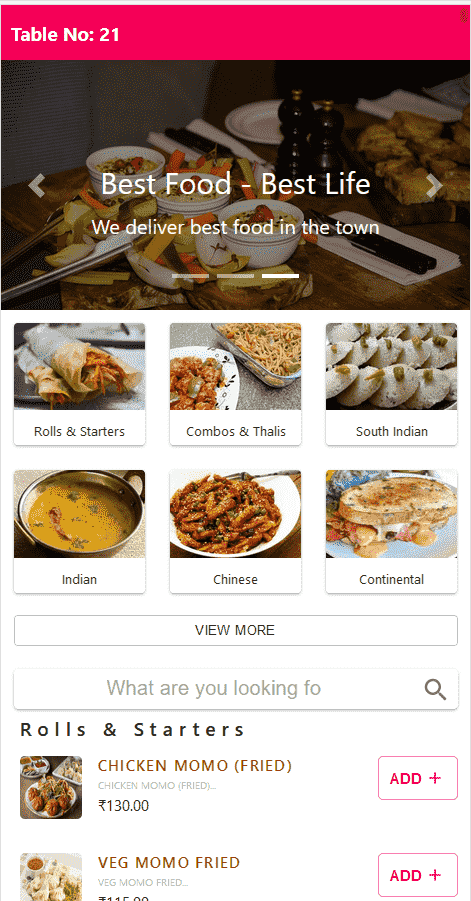 Table No: 21
Best Food - Best Life
We deliver best food in the town
Rolls & Starters
Combos & Thalis
South Indian
Indian
Chinese
Continental
VIEW MORE
What are you looking fo
Rolls & Starters
CHICKEN MOMO (FRIED)
CHICKEN MOMO (FRIED)...
₹130.00
ADD +
VEG MOMO FRIED
VEG MOMO FRIED...
₹115.00
ADD +